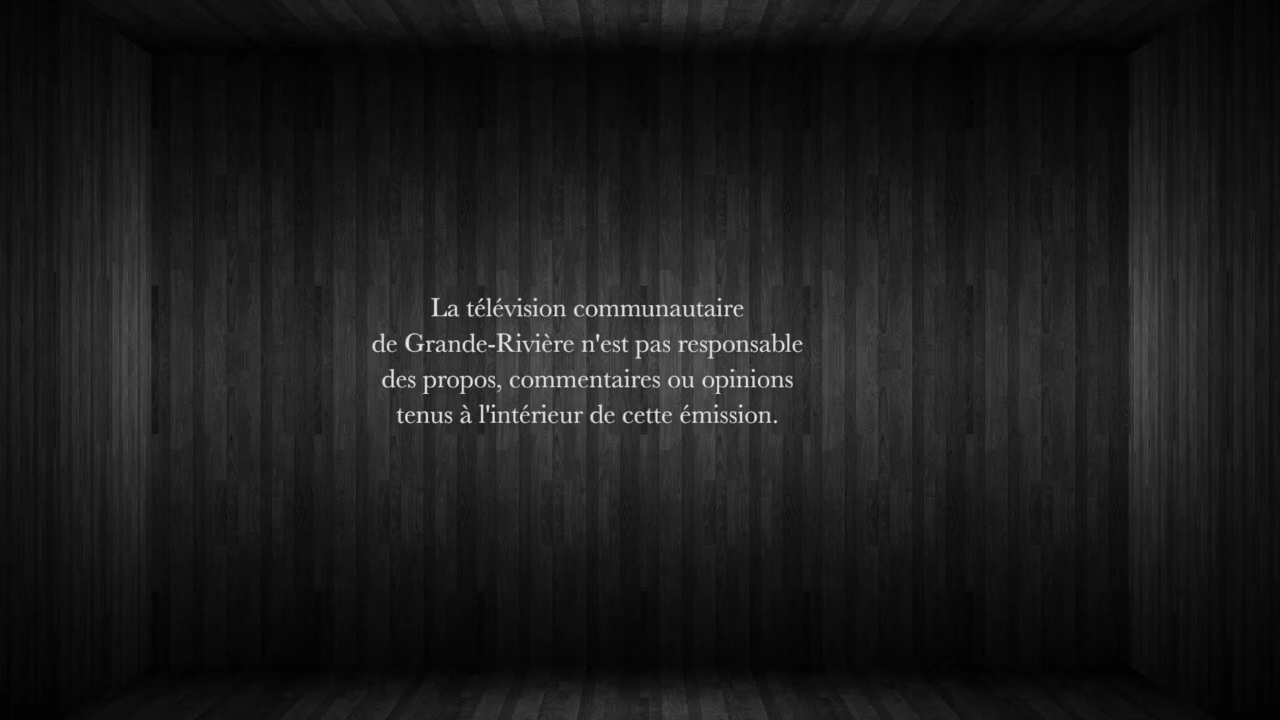 La télévision communautaire
de Grande-Rivière n'est pas responsable
des propos, commentaires ou opinions
tenus à l'intérieur de cette émission.